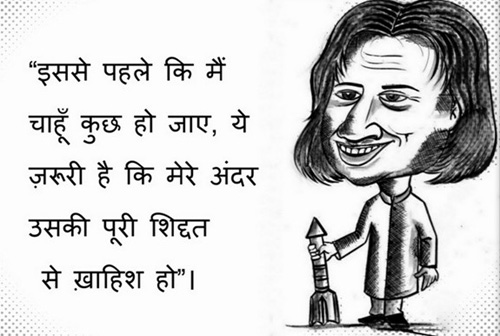 “इससे पहले कि मैं
चाहूँ कुछ हो जाए, ये
ज़रूरी है कि मेरे अंदर
उसकी पूरी शिद्दत
से ख़ाहिश हो”।